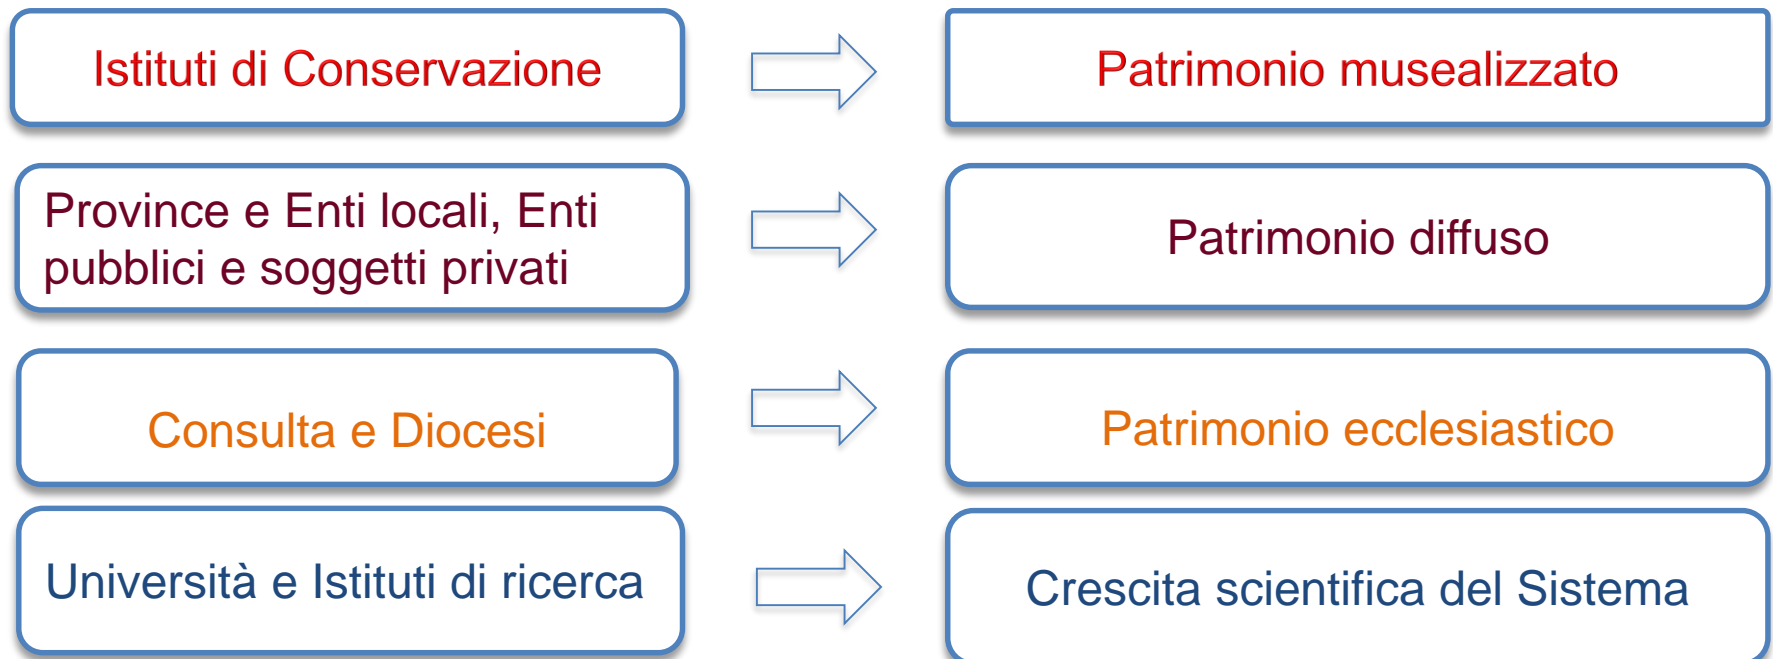 Istituti di Conservazione
Patrimonio musealizzato
Province e Enti locali, Enti
pubblici e soggetti privati
Patrimonio diffuso
Consulta e Diocesi
Patrimonio ecclesiastico
Università e Istituti di ricerca
Crescita scientifica del Sistema